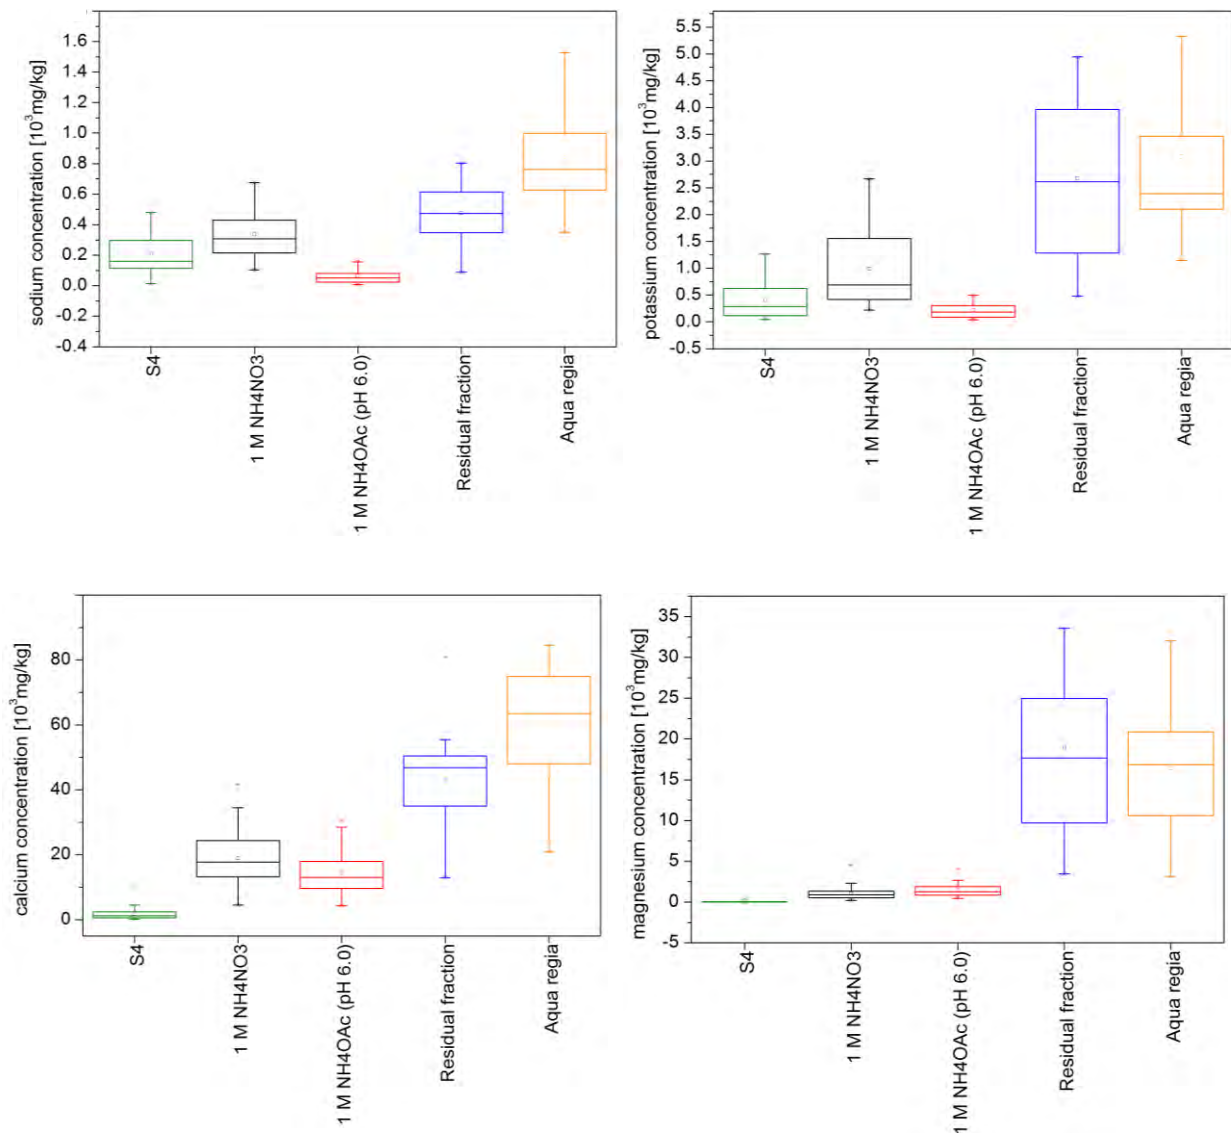 sodium concentration [10³mg/kg]
1.6
1.4
1.2
1.0
0.8
0.6
0.4
0.2
0.0
-0.2
-0.4
S4
1 M NH4NO3
1 M NH4OAc (pH 6.0)
Residual fraction
Aqua regia
potassium concentration [10³mg/kg]
5.5
5.0
4.5
4.0
3.5
3.0
2.5
2.0
1.5
1.0
0.5
0.0
-0.5
S4
1 M NH4NO3
1 M NH4OAc (pH 6.0)
Residual fraction
Aqua regia
calcium concentration [10³mg/kg]
80
60
40
20
0
S4
1 M NH4NO3
1 M NH4OAc (pH 6.0)
Residual fraction
Aqua regia
magnesium concentration [10³mg/kg]
35
30
25
20
15
10
5
0
-5
S4
1 M NH4NO3
1 M NH4OAc (pH 6.0)
Residual fraction
Aqua regia